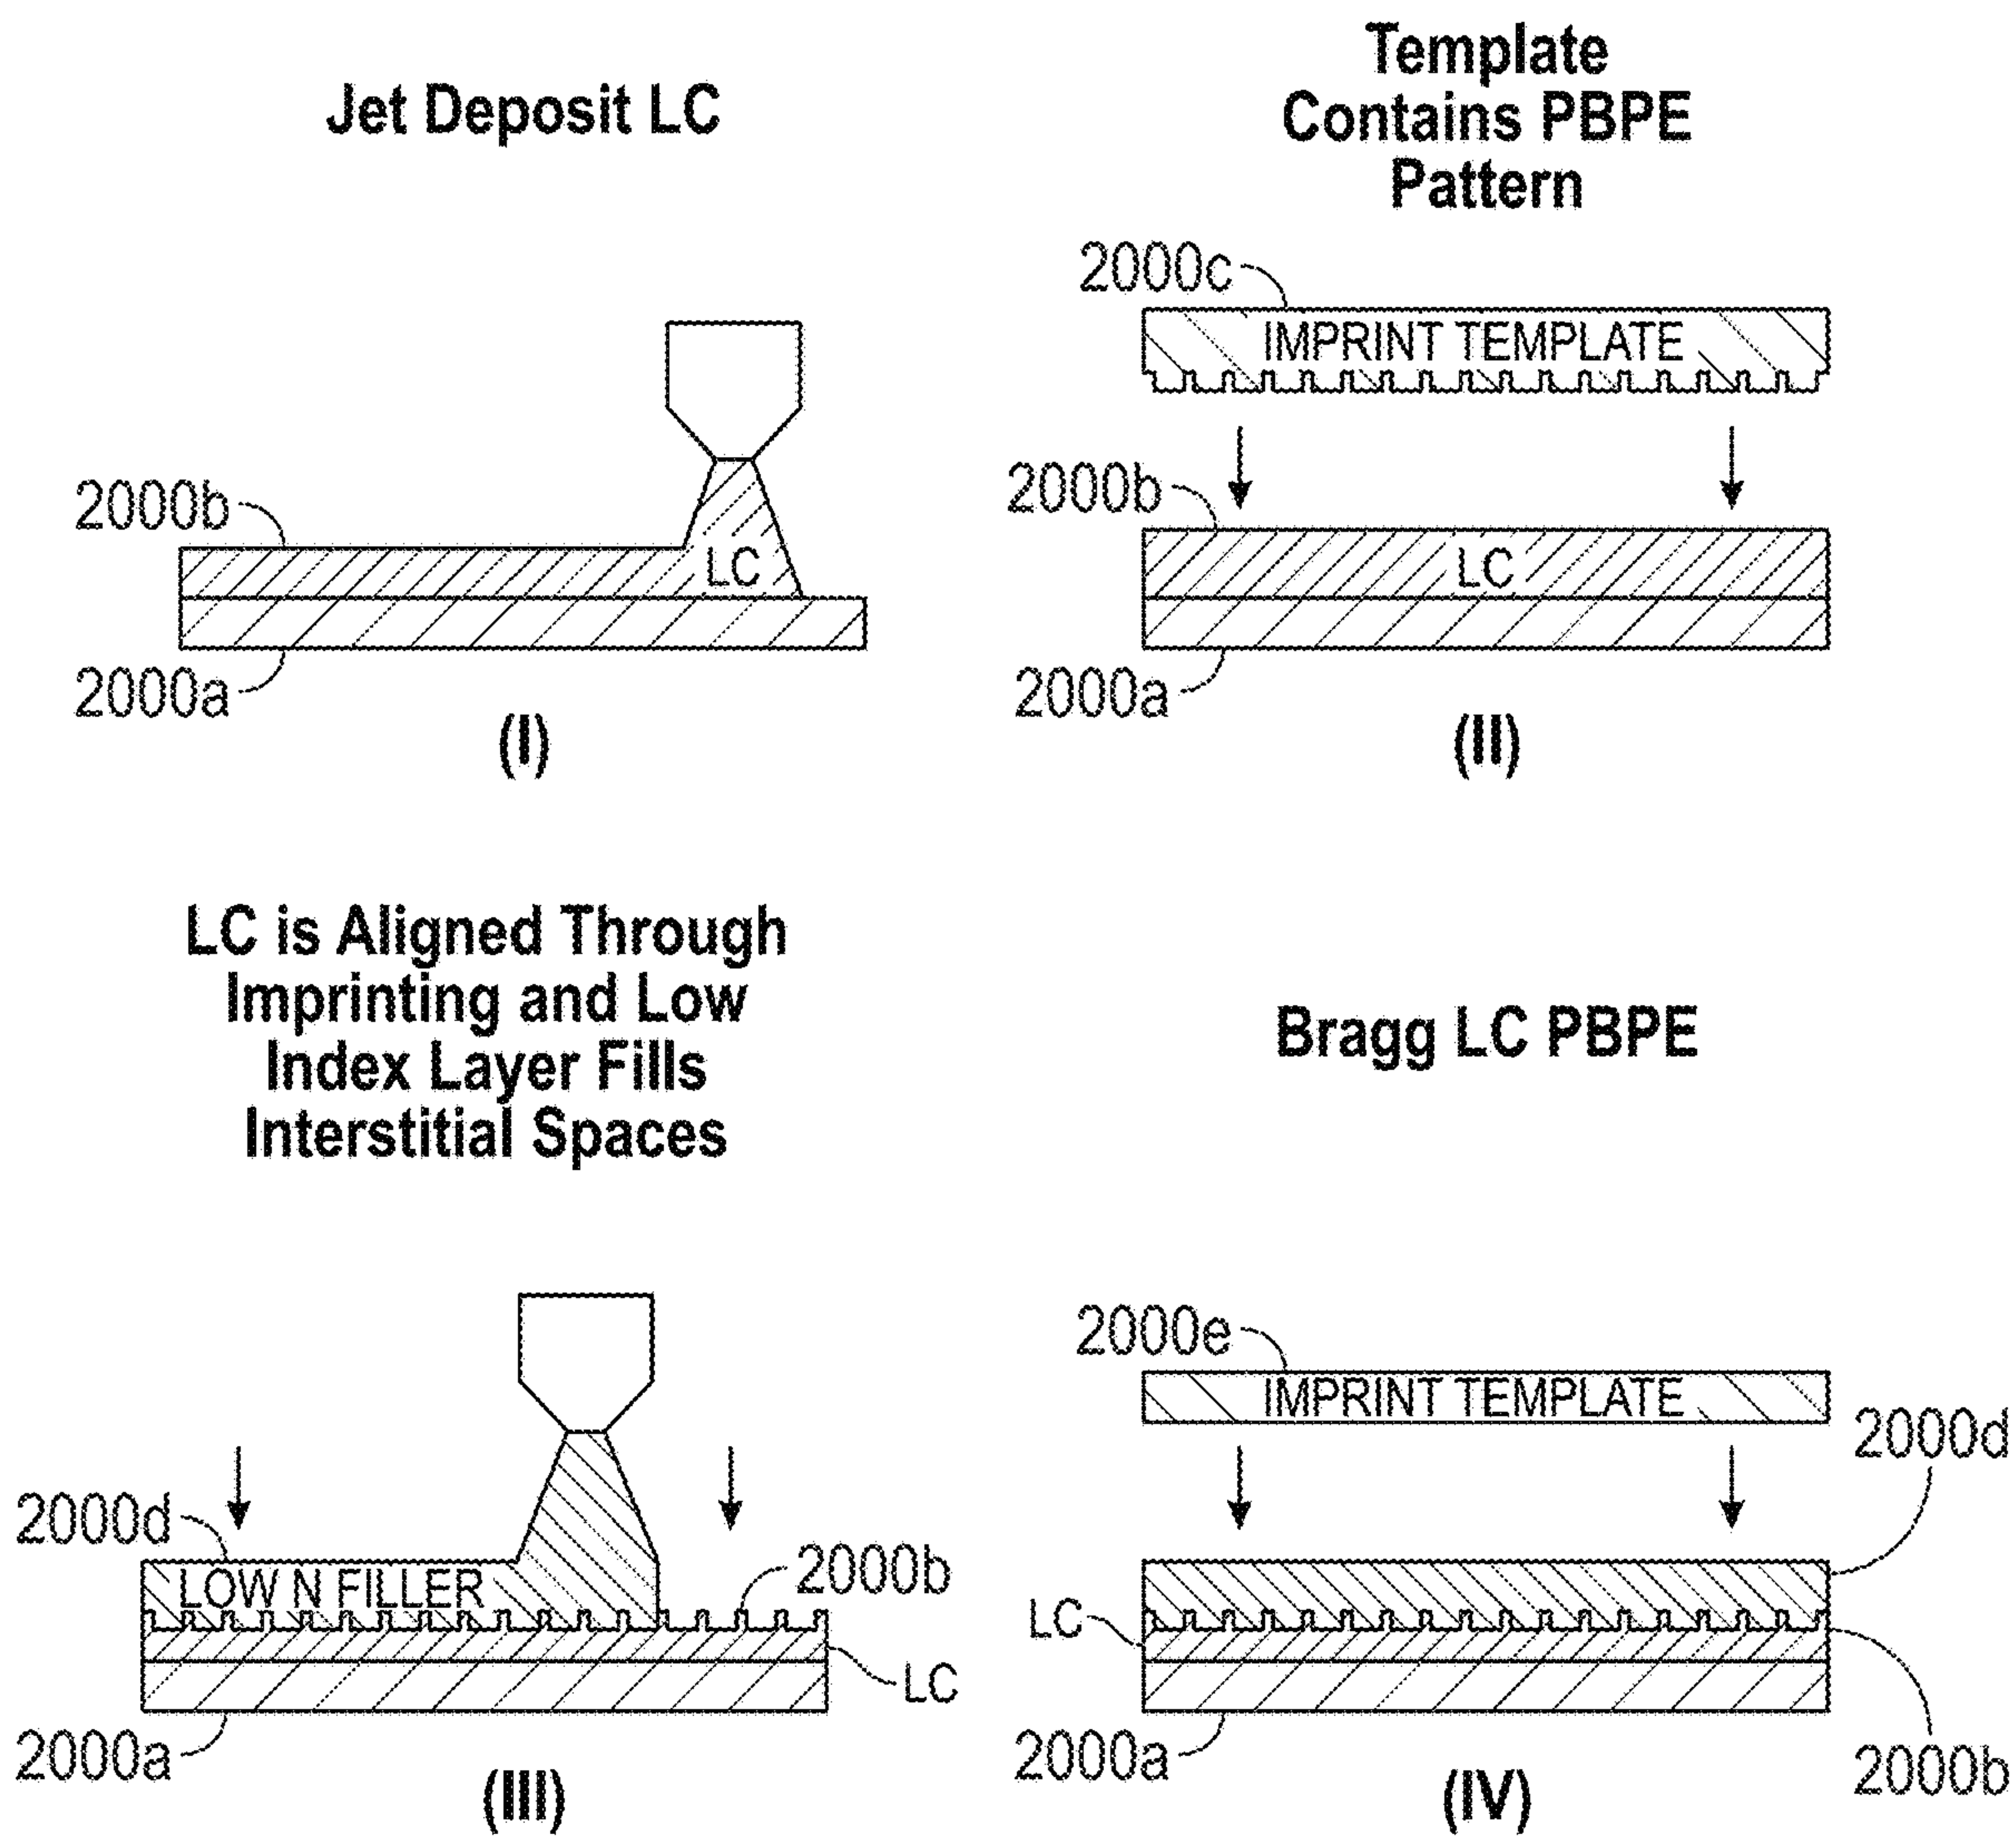 Jet Deposit LC
2000b
LC
2000a
(I)
Template
Contains PBPE
Pattern
2000c
IMPRINT TEMPLATE
2000b
LC
2000a
(II)
LC is Aligned Through
Imprinting and Low
Index Layer Fills
Interstitial Spaces
2000d
LOW N FILLER
2000b
LC
2000a
(III)
Bragg LC PBPE
2000e
IMPRINT TEMPLATE
2000d
LC
2000a
2000b
(IV)